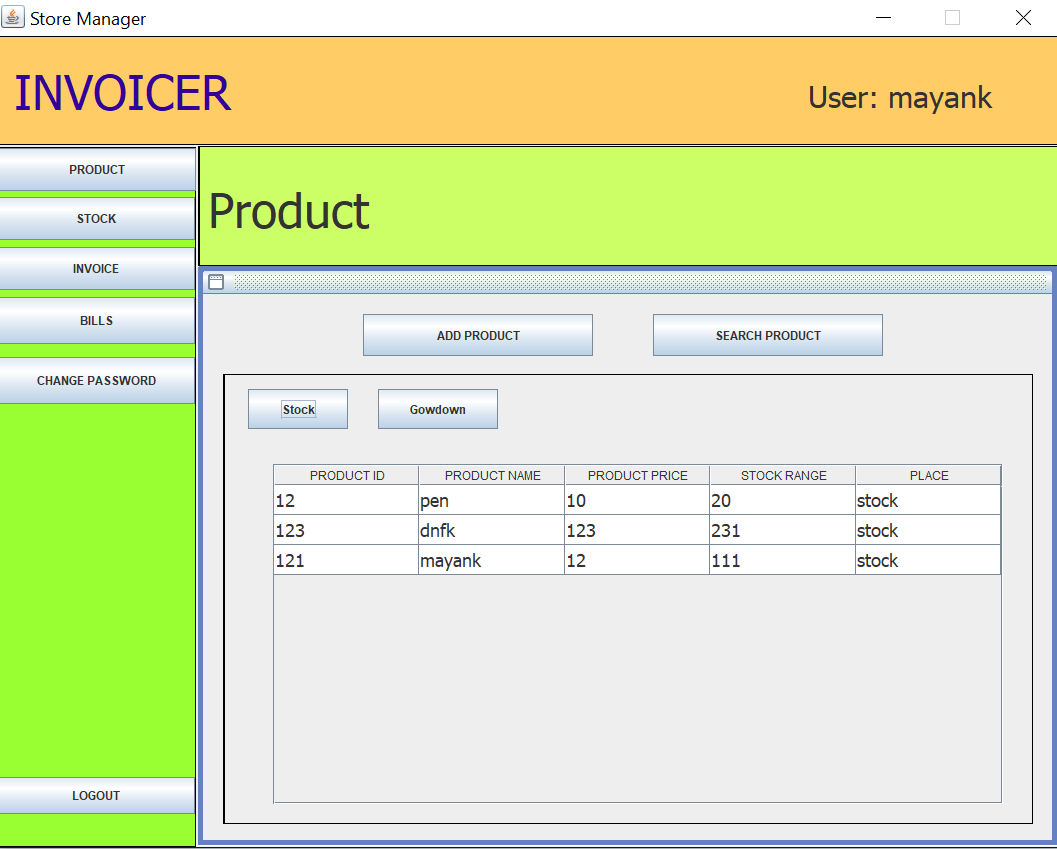 Store Manager
INVOICER
User: mayank
PRODUCT
STOCK
INVOICE
BILLS
CHANGE PASSWORD
LOGOUT
Product
ADD PRODUCT SEARCH PRODUCT
Stock Gowdown
PRODUCT ID PRODUCT NAME PRODUCT PRICE STOCK RANGE PLACE
12 pen 10 20 stock
123 dnfk 123 231 stock
121 mayank 12 111 stock